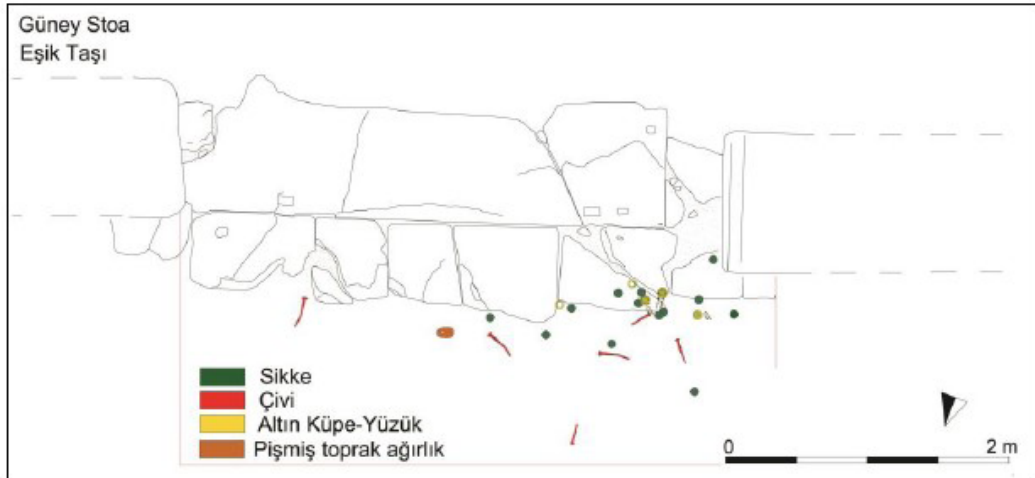 Güney Stoa
Eşik Taşı
Sikke
Çivi
Altın Küpe-Yüzük
Pişmiş toprak ağırlık
0 2 m